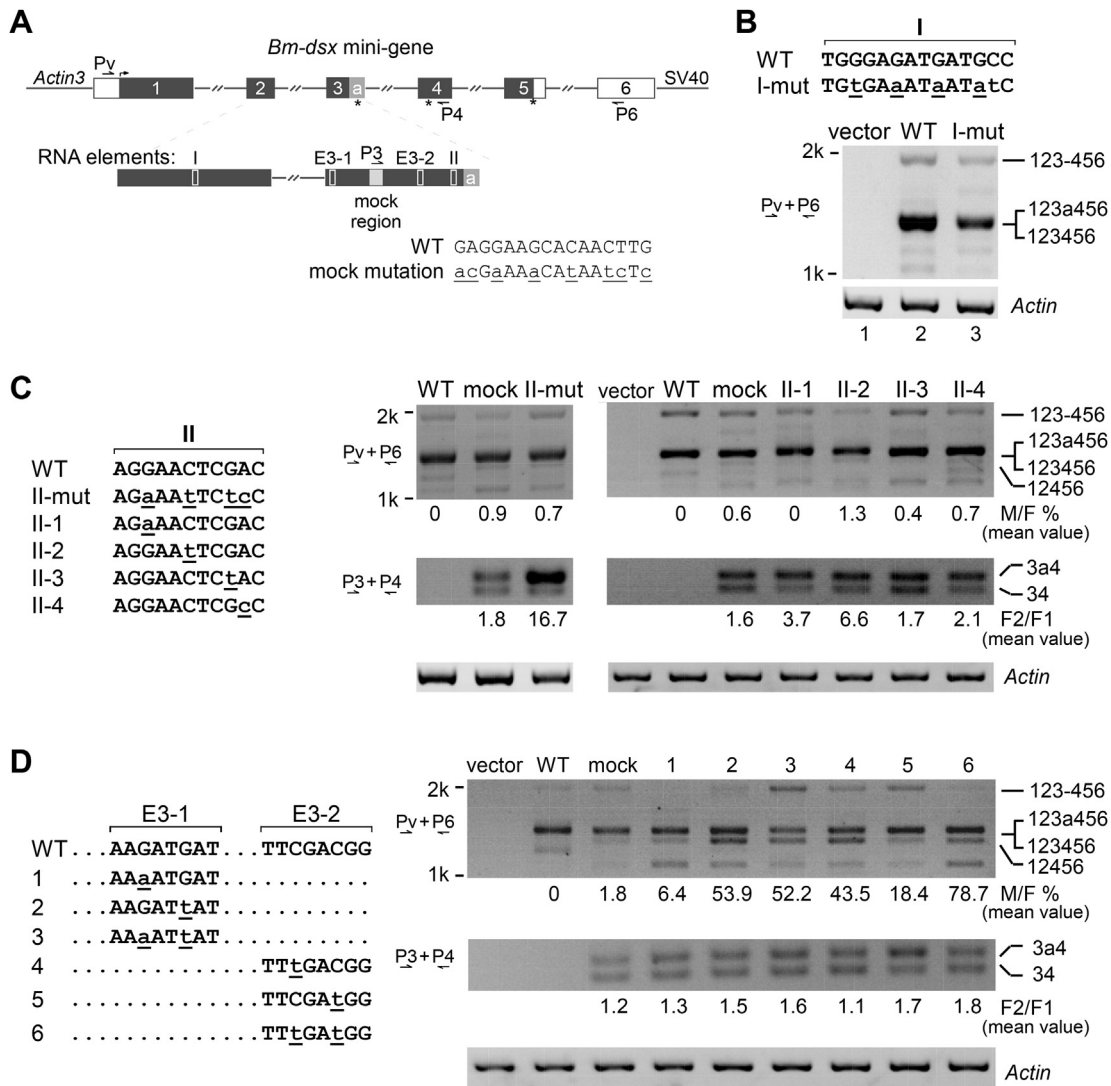 A
Bm-dsx mini-gene
Actin3 Pv 1 2 3 a 4 5 6 SV40
* * P4 * P6
RNA elements: I E3-1 P3 E3-2 II
a
mock
region
WT GAGGAAGCACAACTTG
mock mutation acGaAAaCAtAAtcTc
B
I
WT TGGGAGATGATGCC
I-mut TGtGAaATaATatC
vector WT I-mut
2k 123-456
Pv+P6 123a456
123456
1k
Actin
1 2 3
C
II
WT AGGAACTCGAC
II-mut AGaAAtTCtcC
II-1 AGaAACTCGAC
II-2 AGGAAtTCGAC
II-3 AGGAACTCtAC
II-4 AGGAACTCGcC
WT mock II-mut vector WT mock II-1 II-2 II-3 II-4
2k 123-456
Pv+P6 123a456
123456
1k 12456
0 0.9 0.7 0 0.6 0 1.3 0.4 0.7 M/F %
(mean value)
P3+P4 3a4
34
1.8 16.7 1.6 3.7 6.6 1.7 2.1 F2/F1
(mean value)
Actin
D
E3-1 E3-2
WT ...AAGATGAT...TTCGACGG
1 ...AAaATGAT...........
2 ...AAGATtAT...........
3 ...AAaATtAT...........
4 ..............TTtGACGG
5 ..............TTCGAtGG
6 ..............TTtGAtGG
vector WT mock 1 2 3 4 5 6
2k 123-456
Pv+P6 123a456
123456
1k 12456
0 1.8 6.4 53.9 52.2 43.5 18.4 78.7 M/F %
(mean value)
P3+P4 3a4
34
1.2 1.3 1.5 1.6 1.1 1.7 1.8 F2/F1
(mean value)
Actin